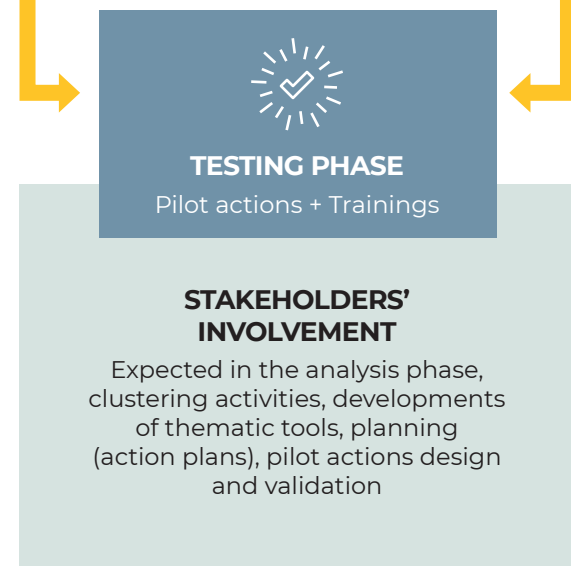 TESTING PHASE
Pilot actions + Trainings
STAKEHOLDERS’
INVOLVEMENT
Expected in the analysis phase,
clustering activities, developments
of thematic tools, planning
(action plans), pilot actions design
and validation